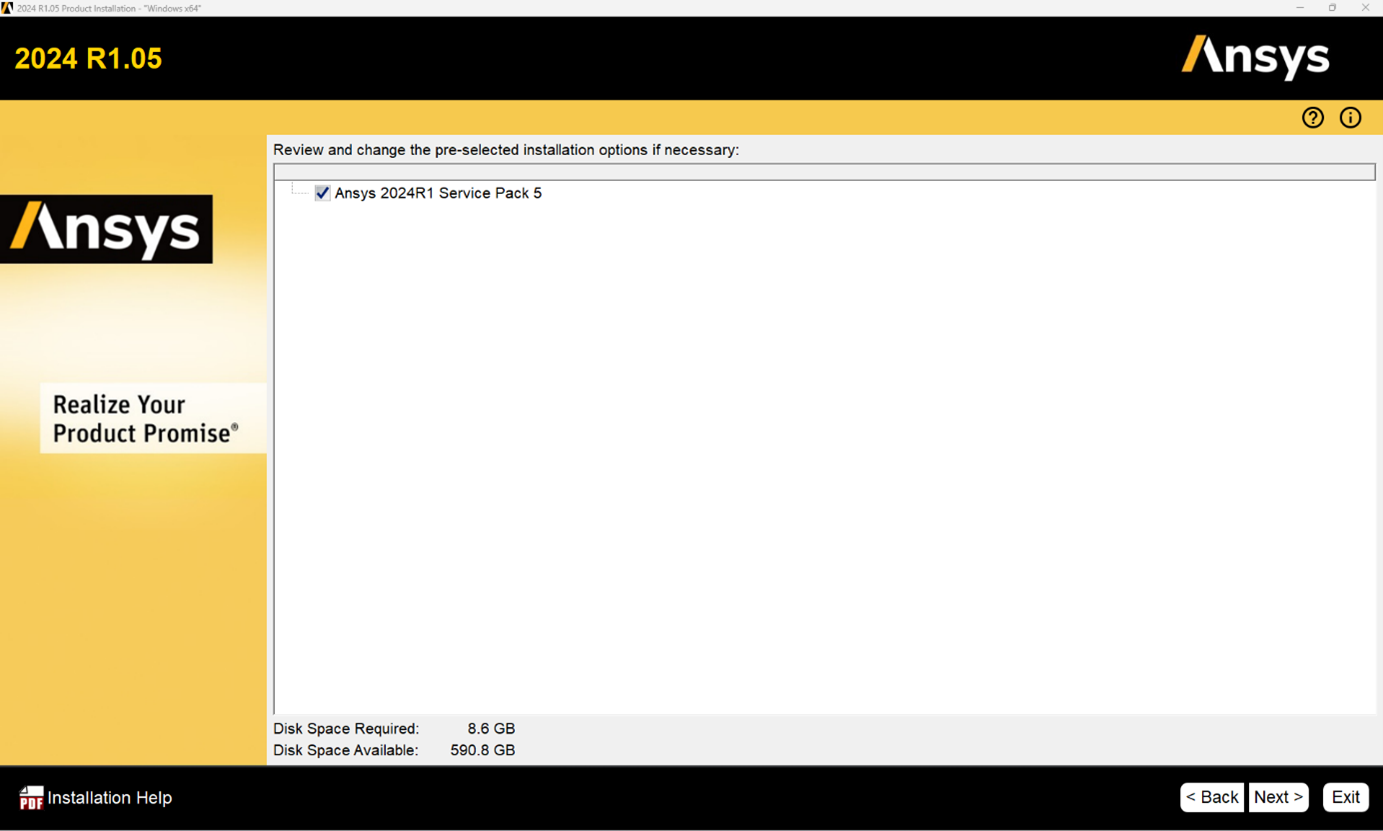 2024 R1.05 Product Installation - "Windows x64"
2024 R1.05
Ansys
Review and change the pre-selected installation options if necessary:
Ansys 2024R1 Service Pack 5
Ansys
Realize Your
Product Promise®
Disk Space Required: 8.6 GB
Disk Space Available: 590.8 GB
PDF Installation Help
< Back Next > Exit